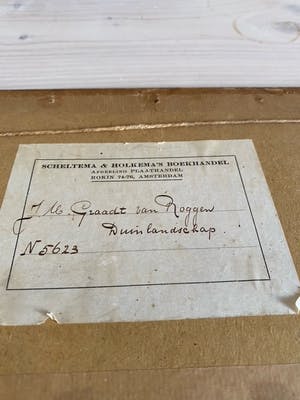 SCHELTEMA & HOLKEMA'S BOEKHANDEL
AFDEELING PLAATHANDEL
ROKIN 74-76, AMSTERDAM
J. M. Graadt van Roggen
Duinlandschap.
N 5623